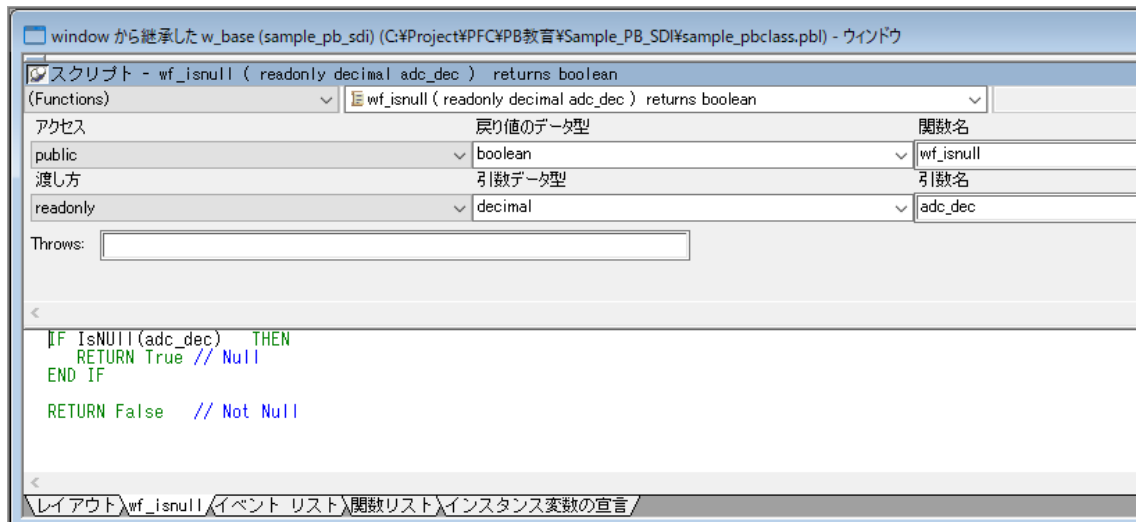 window から継承した w_base (sample_pb_sdi) (C:¥Project¥PFC¥PB教育¥Sample_PB_SDI¥sample_pbclass.pbl) - ウィンドウ
スクリプト - wf_isnull ( readonly decimal adc_dec )  returns boolean
(Functions) wf_isnull ( readonly decimal adc_dec )  returns boolean
アクセス 戻り値のデータ型 関数名
public boolean wf_isnull
渡し方 引数データ型 引数名
readonly decimal adc_dec
Throws:
IF IsNUll(adc_dec)   THEN
   RETURN True // Null
END IF
RETURN False   // Not Null
レイアウト wf_isnull イベント リスト 関数リスト インスタンス変数の宣言